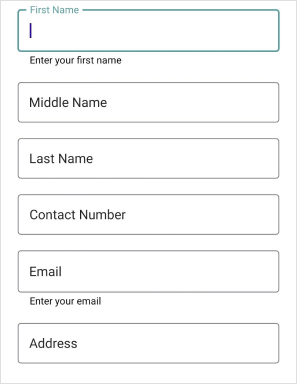 First Name
Enter your first name
Middle Name
Last Name
Contact Number
Email
Enter your email
Address